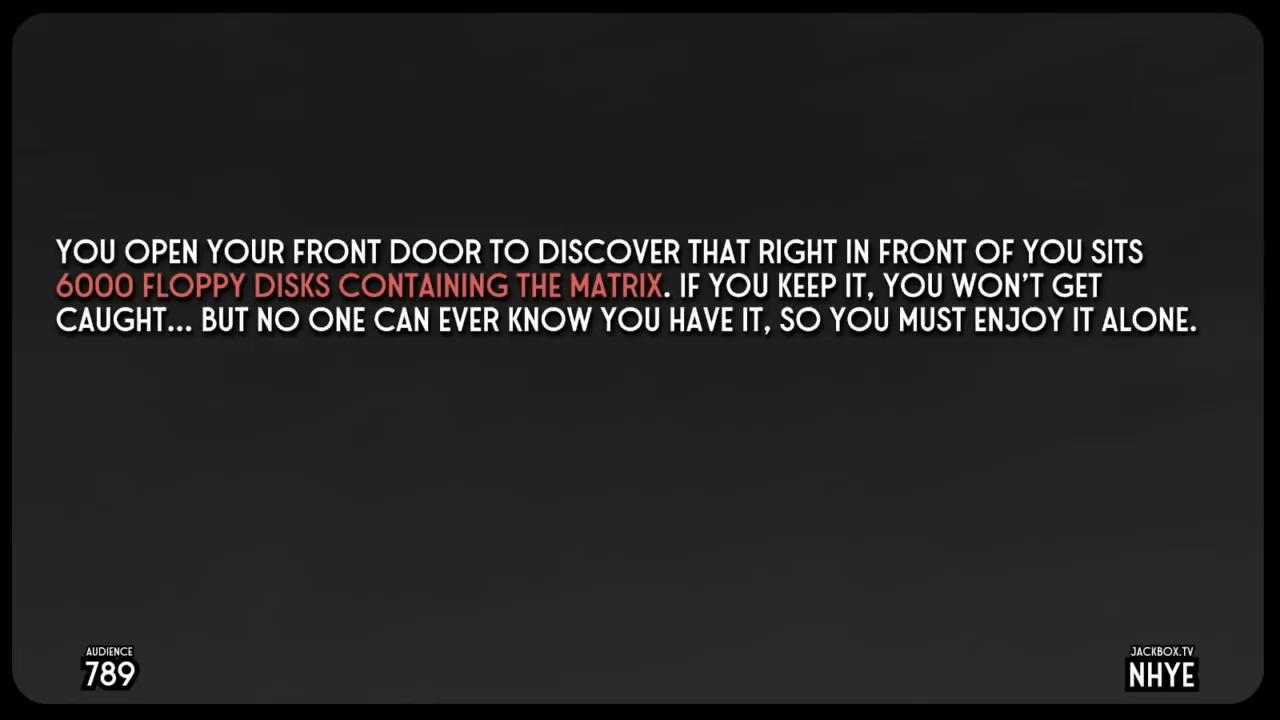 YOU OPEN YOUR FRONT DOOR TO DISCOVER THAT RIGHT IN FRONT OF YOU SITS
6000 FLOPPY DISKS CONTAINING THE MATRIX. IF YOU KEEP IT, YOU WON'T GET
CAUGHT... BUT NO ONE CAN EVER KNOW YOU HAVE IT, SO YOU MUST ENJOY IT ALONE.
AUDIENCE
789
JACKBOX.TV
NHYE